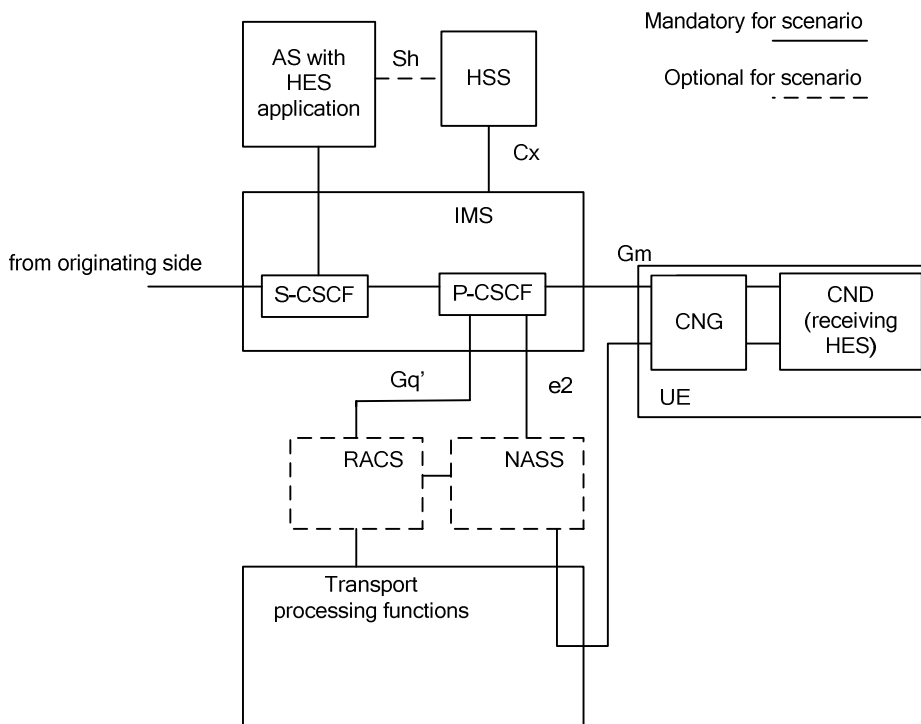 Mandatory for scenario
Optional for scenario
AS with
HES
application
Sh
HSS
Cx
IMS
from originating side
S-CSCF
P-CSCF
Gm
CNG
CND
(receiving
HES)
UE
Gq’
e2
RACS
NASS
Transport
processing functions